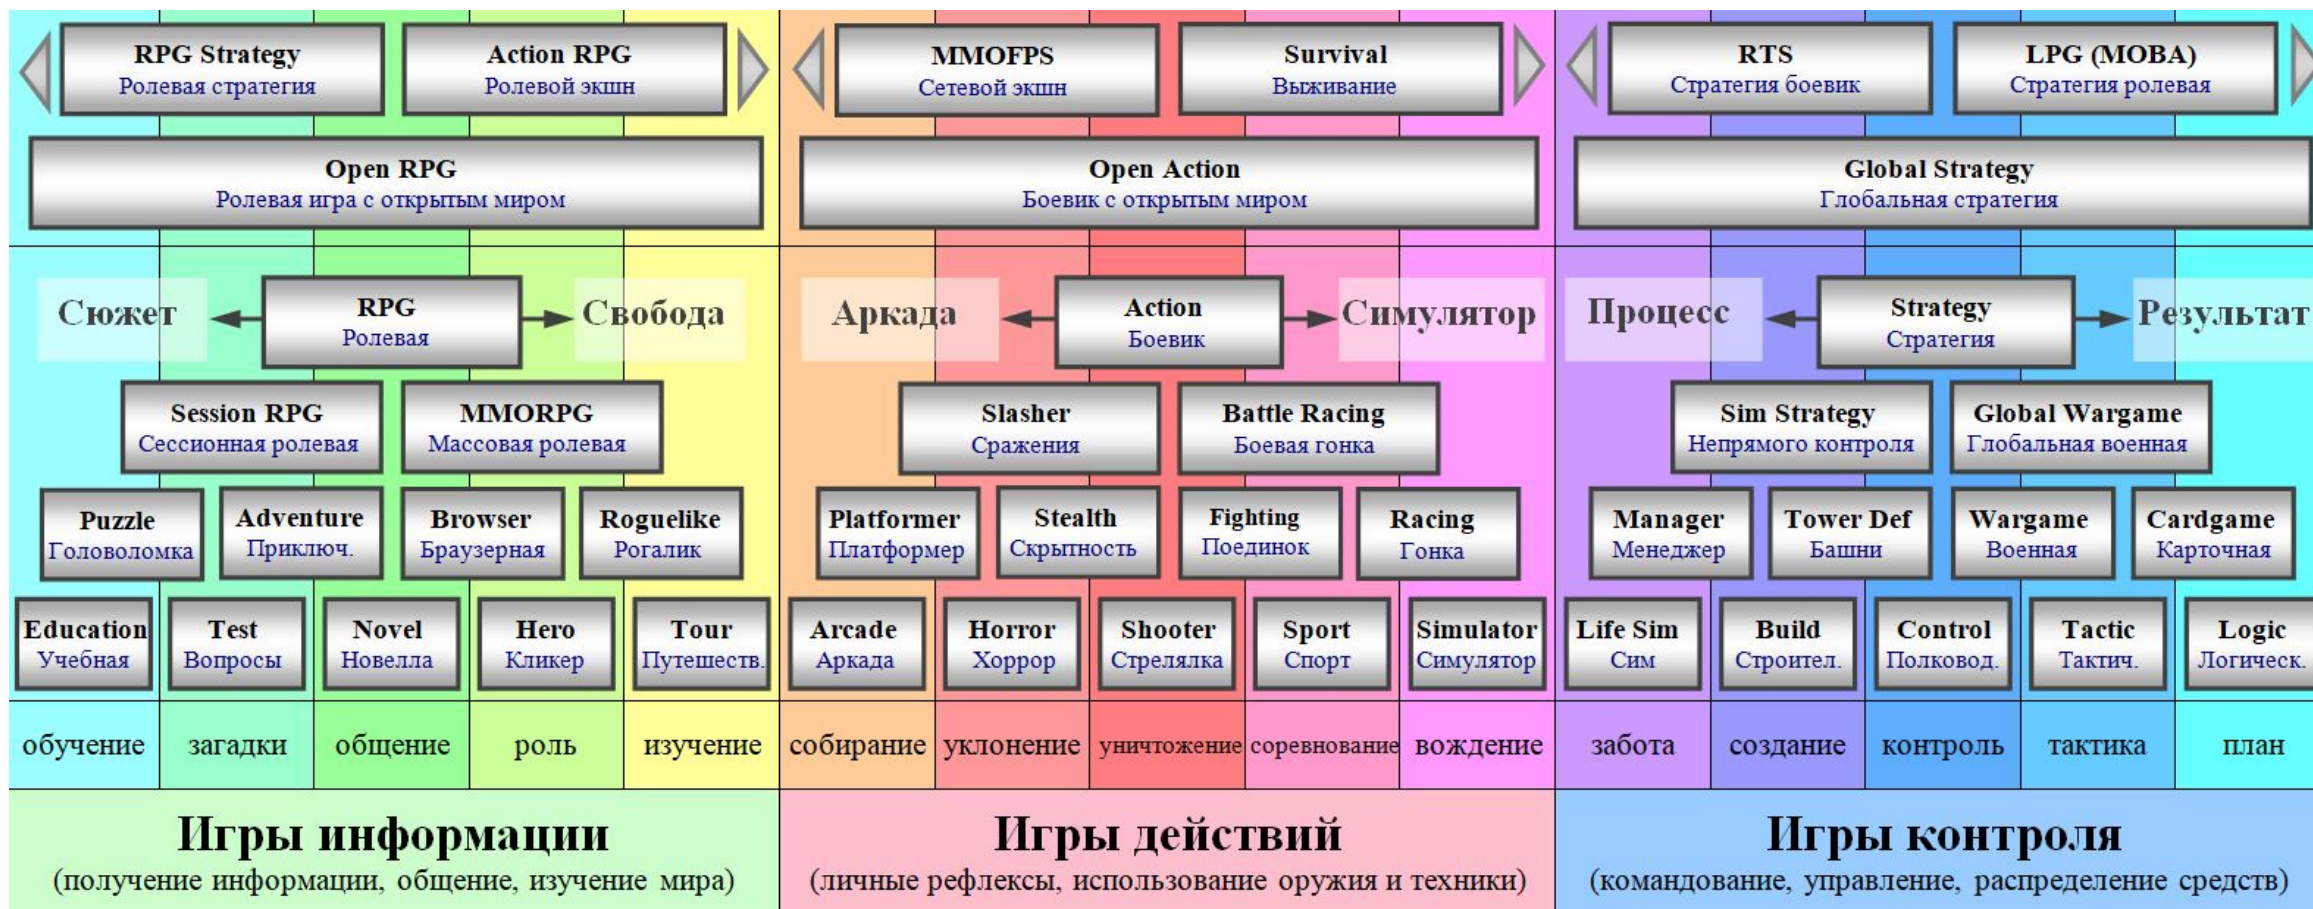 RPG Strategy
Ролевая стратегия
Action RPG
Ролевой экшн
MMOFPS
Сетевой экшн
Survival
Выживание
RTS
Стратегия боевик
LPG (MOBA)
Стратегия ролевая
Open RPG
Ролевая игра с открытым миром
Open Action
Боевик с открытым миром
Global Strategy
Глобальная стратегия
Сюжет
RPG
Ролевая
Свобода
Аркада
Action
Боевик
Симулятор
Процесс
Strategy
Стратегия
Результат
Session RPG
Сессионная ролевая
MMORPG
Массовая ролевая
Slasher
Сражения
Battle Racing
Боевая гонка
Sim Strategy
Непрямого контроля
Global Wargame
Глобальная военная
Puzzle
Головоломка
Adventure
Приключ.
Browser
Браузерная
Roguelike
Рогалик
Platformer
Платформер
Stealth
Скрытность
Fighting
Поединок
Racing
Гонка
Manager
Менеджер
Tower Def
Башни
Wargame
Военная
Cardgame
Карточная
Education
Учебная
Test
Вопросы
Novel
Новелла
Hero
Кликер
Tour
Путешеств.
Arcade
Аркада
Horror
Хоррор
Shooter
Стрелялка
Sport
Спорт
Simulator
Симулятор
Life Sim
Сим
Build
Строител.
Control
Полковод.
Tactic
Тактич.
Logic
Логическ.
обучение
загадки
общение
роль
изучение
собирание
уклонение
уничтожение
соревнование
вождение
забота
создание
контроль
тактика
план
Игры информации
(получение информации, общение, изучение мира)
Игры действий
(личные рефлексы, использование оружия и техники)
Игры контроля
(командование, управление, распределение средств)